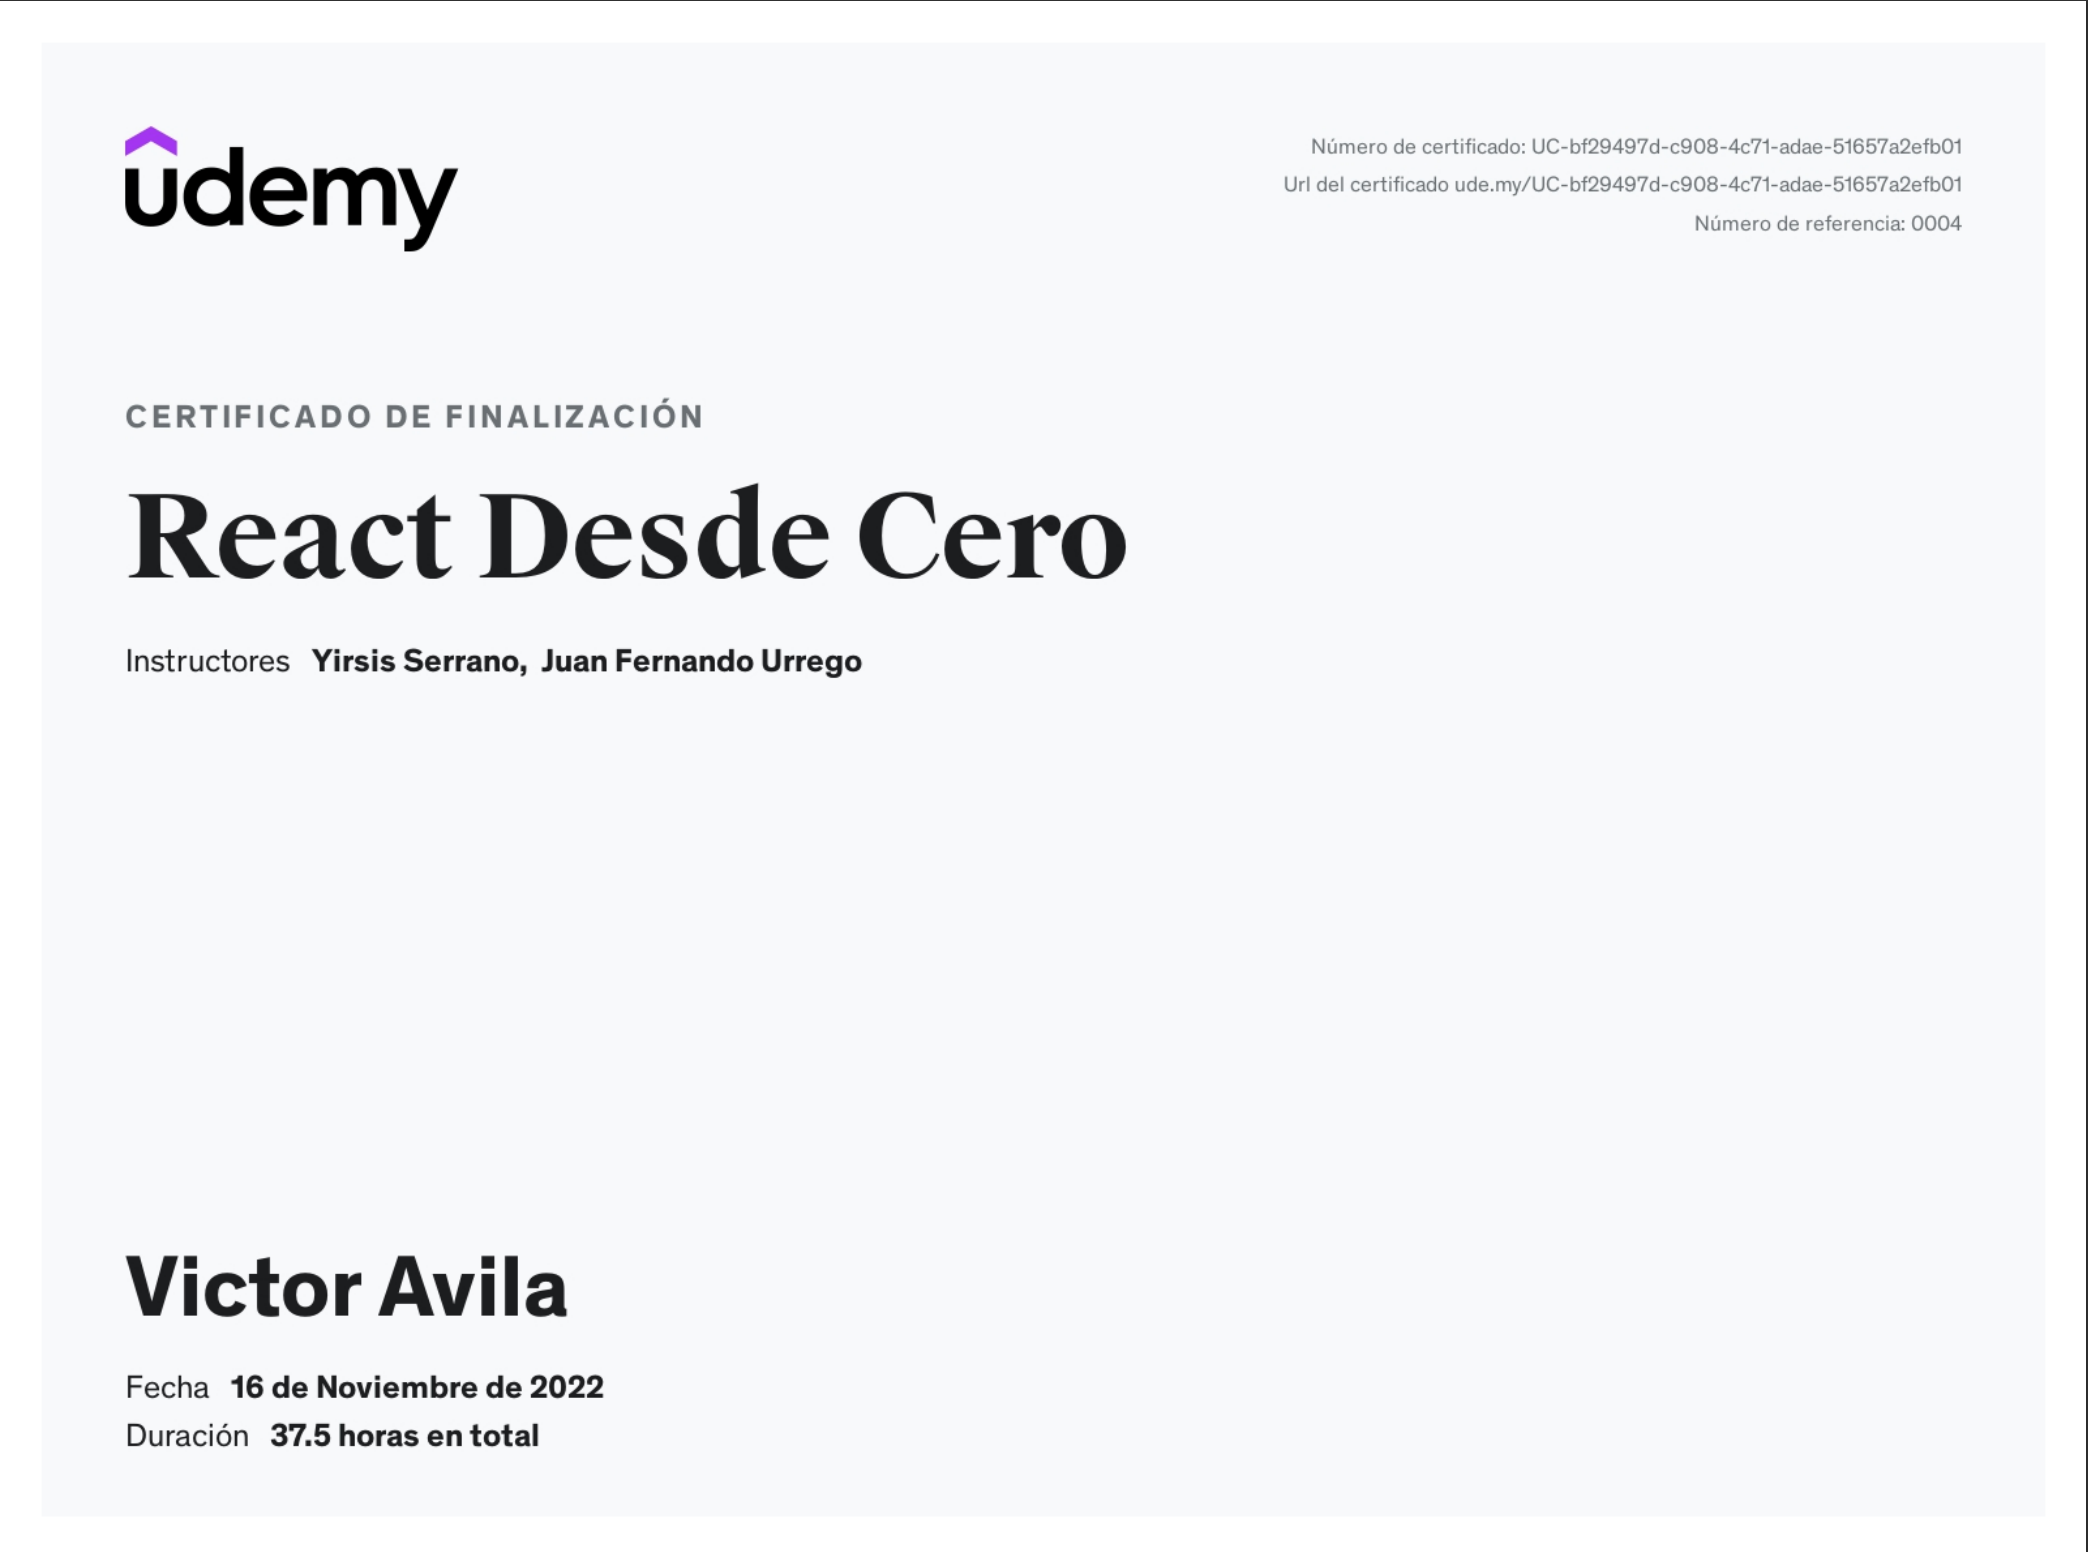 udemy
Número de certificado: UC-bf29497d-c908-4c71-adae-51657a2efb01
Url del certificado ude.my/UC-bf29497d-c908-4c71-adae-51657a2efb01
Número de referencia: 0004
CERTIFICADO DE FINALIZACIÓN
React Desde Cero
Instructores Yirsis Serrano, Juan Fernando Urrego
Victor Avila
Fecha 16 de Noviembre de 2022
Duración 37.5 horas en total